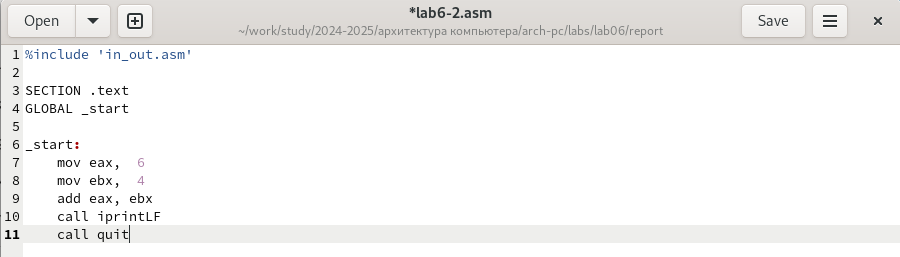 Open
*lab6-2.asm
~/work/study/2024-2025/архитектура компьютера/arch-pc/labs/lab06/report
Save
1 %include 'in_out.asm'
2
3 SECTION .text
4 GLOBAL _start
5
6 _start:
7     mov eax,  6
8     mov ebx,  4
9     add eax, ebx
10     call iprintLF
11     call quit